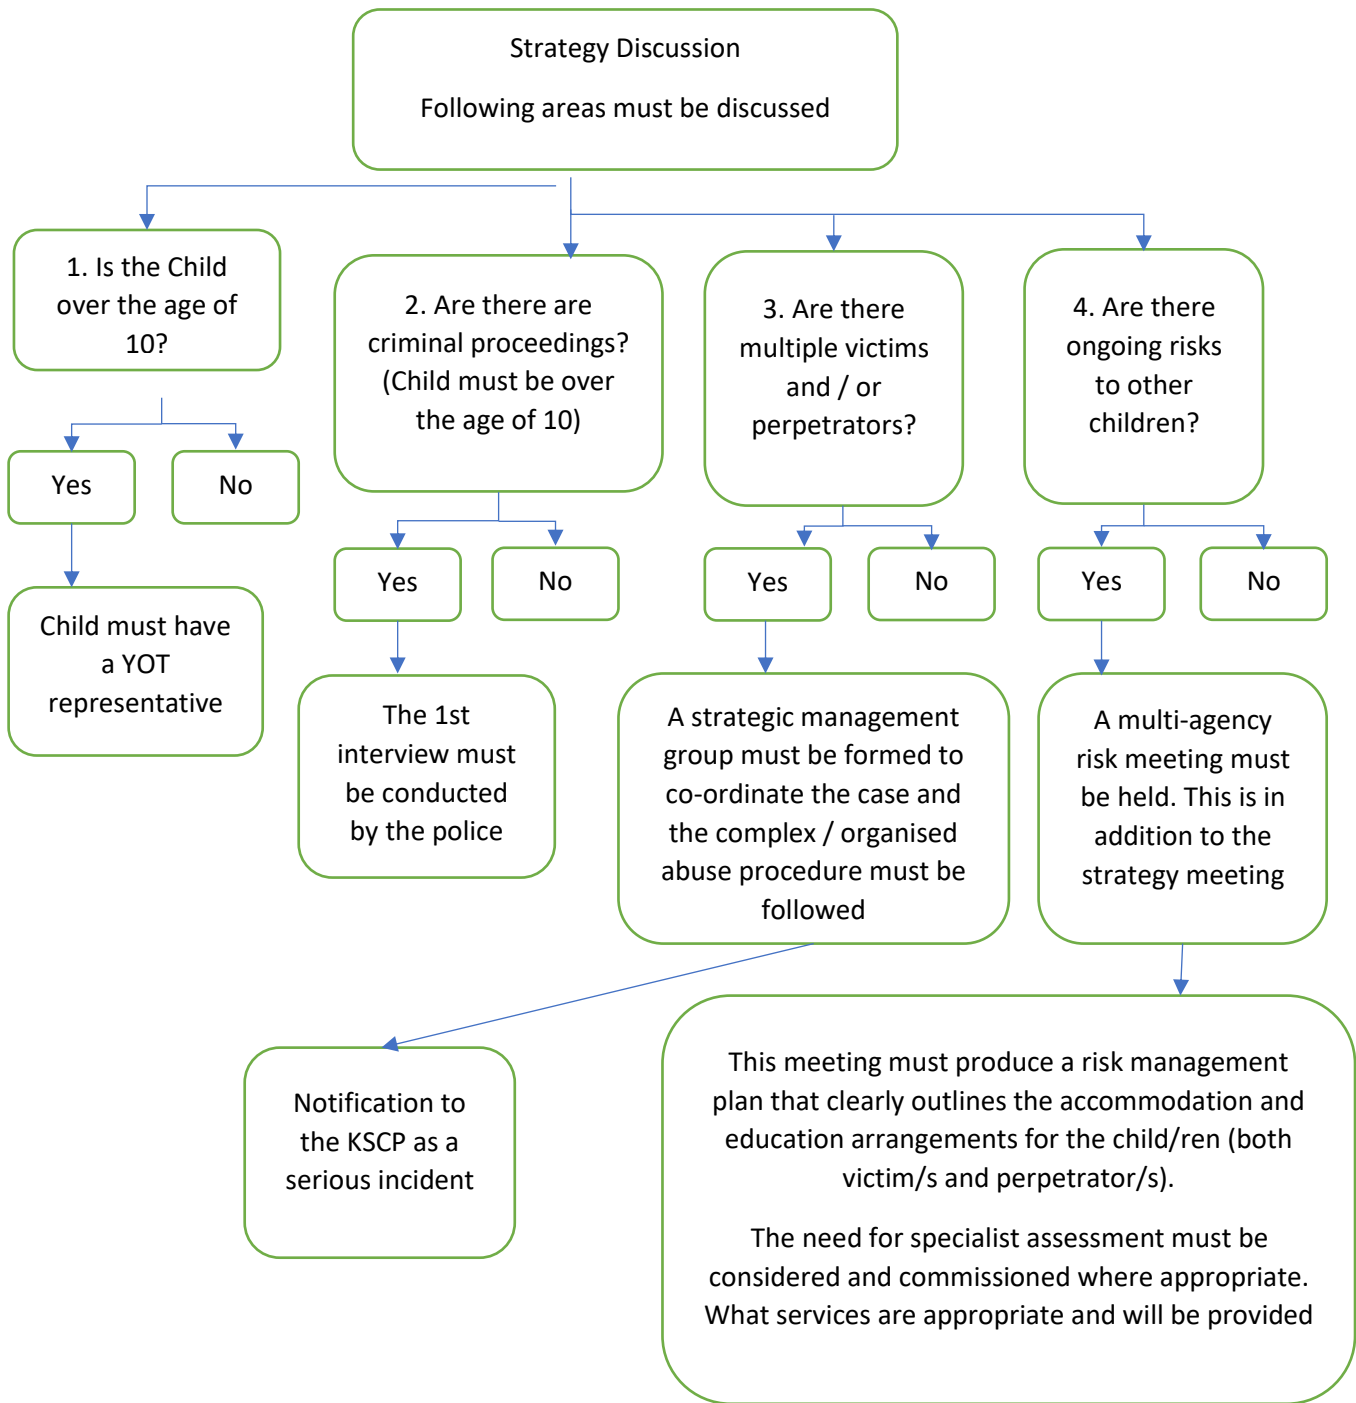 Strategy Discussion
Following areas must be discussed
1. Is the Child
over the age of
10?
Yes
No
Child must have
a YOT
representative
2. Are there are
criminal proceedings?
(Child must be over
the age of 10)
Yes
No
The 1st
interview must
be conducted
by the police
3. Are there
multiple victims
and / or
perpetrators?
Yes
No
A strategic management
group must be formed to
co-ordinate the case and
the complex / organised
abuse procedure must be
followed
Notification to
the KSCP as a
serious incident
4. Are there
ongoing risks
to other
children?
Yes
No
A multi-agency
risk meeting must
be held. This is in
addition to the
strategy meeting
This meeting must produce a risk management
plan that clearly outlines the accommodation and
education arrangements for the child/ren (both
victim/s and perpetrator/s).
The need for specialist assessment must be
considered and commissioned where appropriate.
What services are appropriate and will be provided